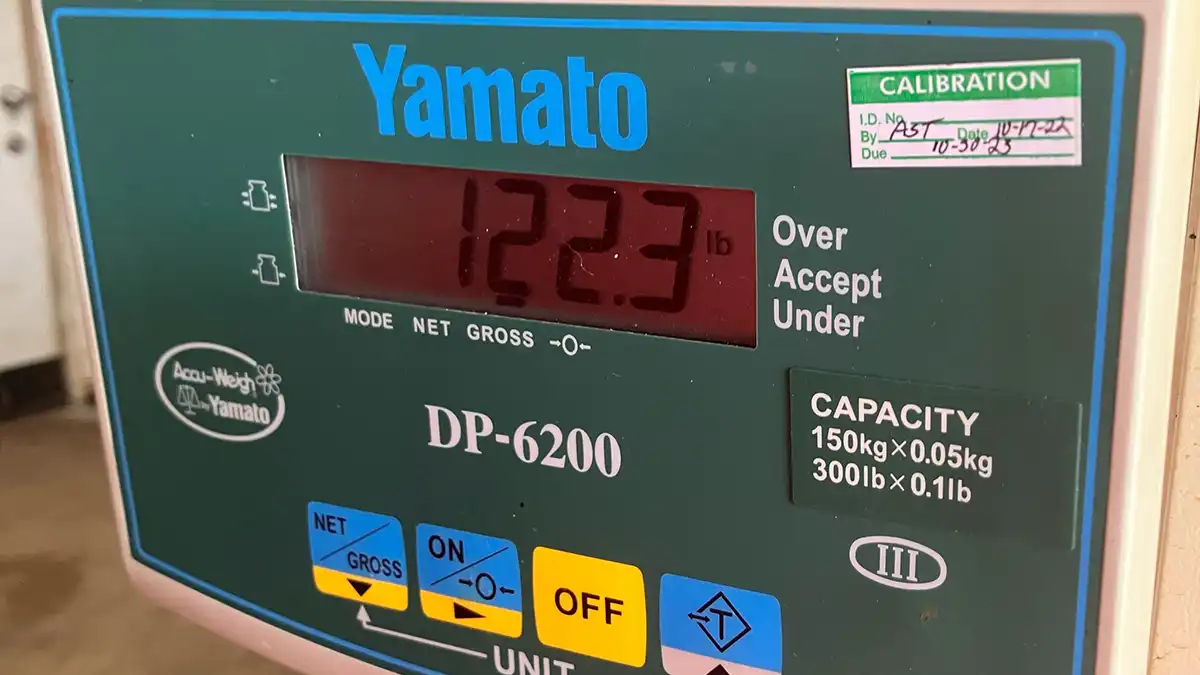 Yamato
CALIBRATION
I.D. No.
By AST Date 10-17-22
Due 10-30-23
122.3 lb
Over
Accept
Under
MODE NET GROSS →O←
Accu-Weigh
by Yamato
DP-6200
CAPACITY
150kg×0.05kg
300lb×0.1lb
III
NET/GROSS
ON/→O←
OFF
T
UNIT